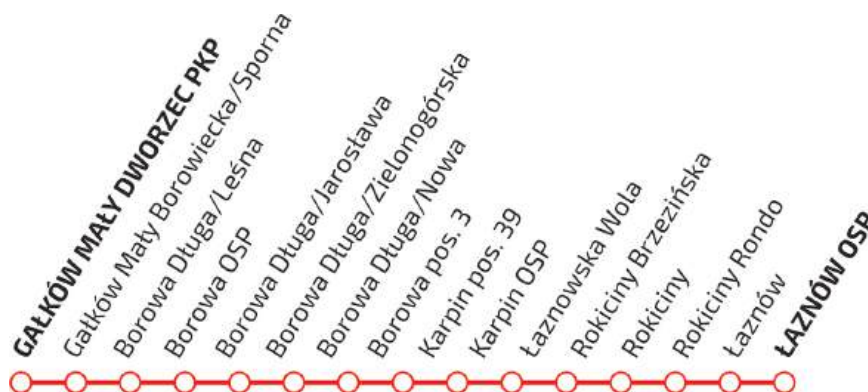 GAŁKÓW MAŁY DWORZEC PKP
Gałków Mały Borowiecka/Sporna
Borowa Długa/Leśna
Borowa OSP
Borowa Długa/Jarosława
Borowa Długa/Zielonogórska
Borowa Długa/Nowa
Borowa pos. 3
Karpin pos. 39
Karpin OSP
Łaznowska Wola
Rokiciny Brzezińska
Rokiciny
Rokiciny Rondo
Łaznów
ŁAZNÓW OSP